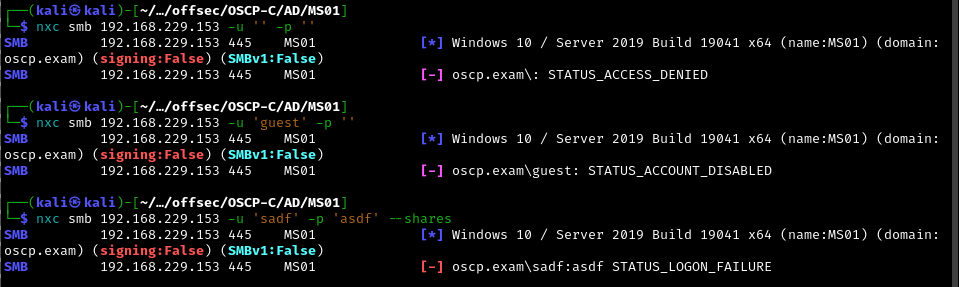 ┌──(kali㉿kali)-[~/…/offsec/OSCP-C/AD/MS01]
└─$ nxc smb 192.168.229.153 -u '' -p ''
SMB 192.168.229.153 445 MS01 [*] Windows 10 / Server 2019 Build 19041 x64 (name:MS01) (domain:
oscp.exam) (signing:False) (SMBv1:False)
SMB 192.168.229.153 445 MS01 [-] oscp.exam\: STATUS_ACCESS_DENIED
┌──(kali㉿kali)-[~/…/offsec/OSCP-C/AD/MS01]
└─$ nxc smb 192.168.229.153 -u 'guest' -p ''
SMB 192.168.229.153 445 MS01 [*] Windows 10 / Server 2019 Build 19041 x64 (name:MS01) (domain:
oscp.exam) (signing:False) (SMBv1:False)
SMB 192.168.229.153 445 MS01 [-] oscp.exam\guest: STATUS_ACCOUNT_DISABLED
┌──(kali㉿kali)-[~/…/offsec/OSCP-C/AD/MS01]
└─$ nxc smb 192.168.229.153 -u 'sadf' -p 'asdf' --shares
SMB 192.168.229.153 445 MS01 [*] Windows 10 / Server 2019 Build 19041 x64 (name:MS01) (domain:
oscp.exam) (signing:False) (SMBv1:False)
SMB 192.168.229.153 445 MS01 [-] oscp.exam\sadf:asdf STATUS_LOGON_FAILURE